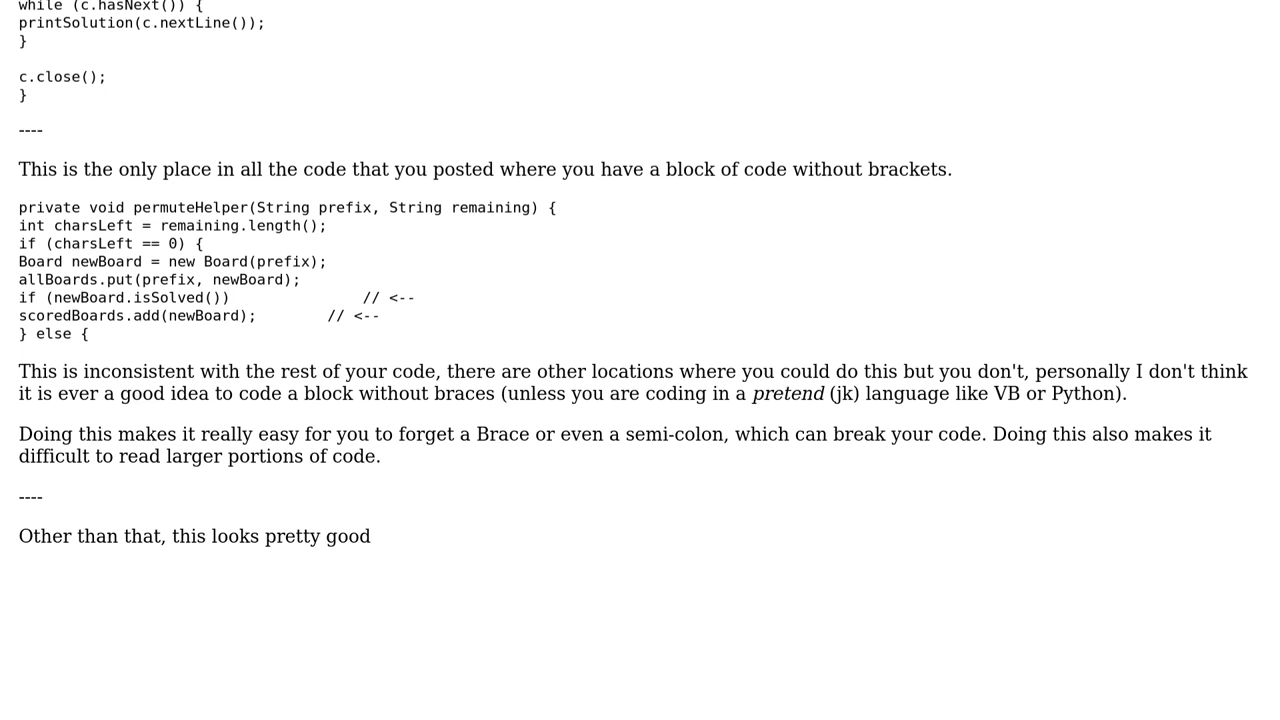 while (c.hasNext()) {
printSolution(c.nextLine());
}
c.close();
}
----
This is the only place in all the code that you posted where you have a block of code without brackets.
private void permuteHelper(String prefix, String remaining) {
int charsLeft = remaining.length();
if (charsLeft == 0) {
Board newBoard = new Board(prefix);
allBoards.put(prefix, newBoard);
if (newBoard.isSolved())               // <--
scoredBoards.add(newBoard);        // <--
} else {
This is inconsistent with the rest of your code, there are other locations where you could do this but you don't, personally I don't think
it is ever a good idea to code a block without braces (unless you are coding in a pretend (jk) language like VB or Python).
Doing this makes it really easy for you to forget a Brace or even a semi-colon, which can break your code. Doing this also makes it
difficult to read larger portions of code.
----
Other than that, this looks pretty good